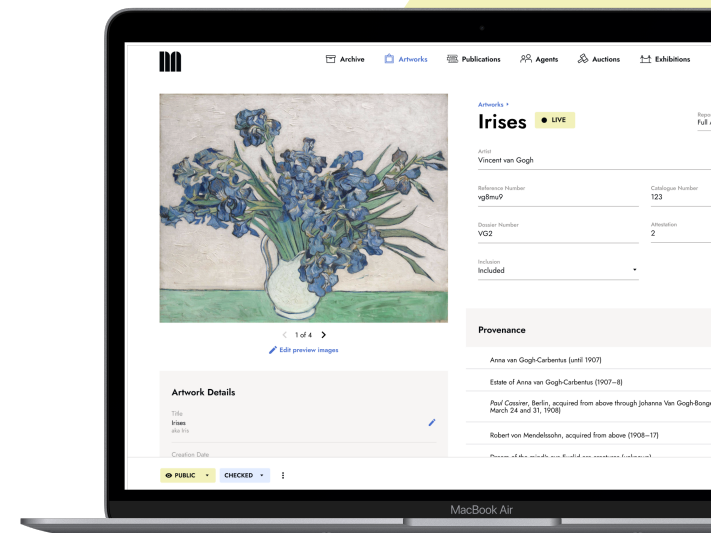 Archive
Artworks
Publications
Agents
Auctions
Exhibitions
Artworks
Irises
LIVE
Full
Artist
Vincent van Gogh
Reference Number
vg8mu9
Catalogue Number
123
Dossier Number
VG2
Attestation
2
Inclusion
Included
1 of 4
Edit preview images
Provenance
Anna van Gogh-Carbentus (until 1907)
Estate of Anna van Gogh-Carbentus (1907–8)
Paul Cassirer, Berlin, acquired from above through Johanna Van Gogh-Bonge
March 24 and 31, 1908)
Robert von Mendelssohn, acquired from above (1908–17)
Artwork Details
Title
Irises
aka Iris
Creation Date
PUBLIC
CHECKED
MacBook Air